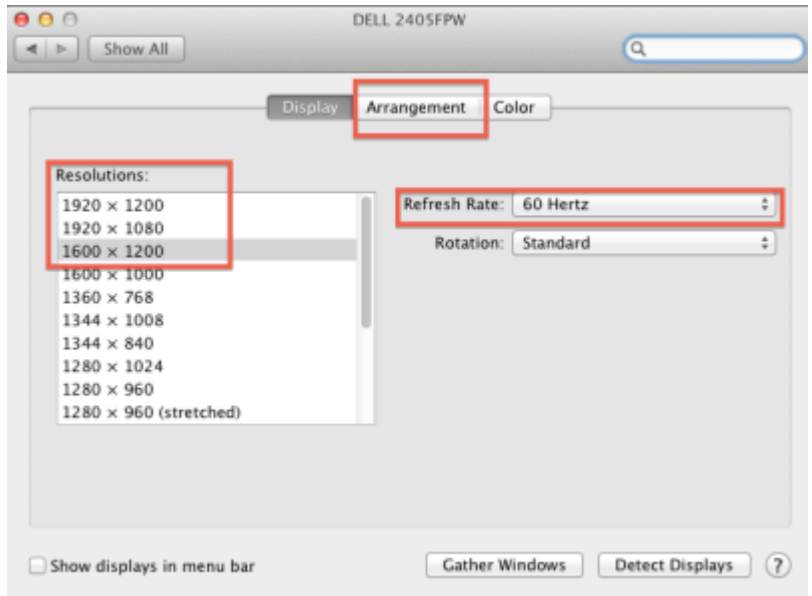 DELL 2405FPW
Show All
Display Arrangement Color
Resolutions:
1920 × 1200
1920 × 1080
1600 × 1200
1600 × 1000
1360 × 768
1344 × 1008
1344 × 840
1280 × 1024
1280 × 960
1280 × 960 (stretched)
Refresh Rate: 60 Hertz
Rotation: Standard
Show displays in menu bar
Gather Windows
Detect Displays
?